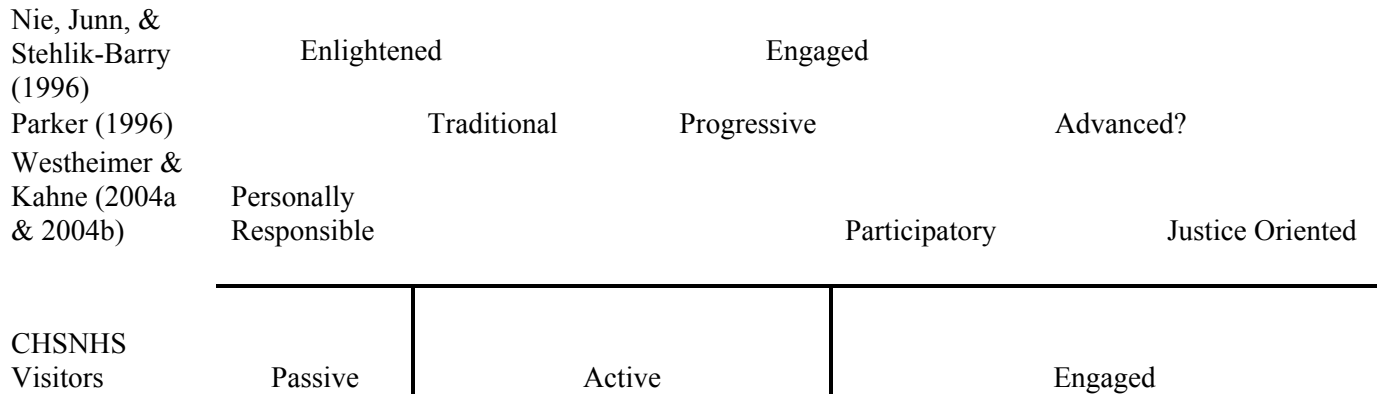 Nie, Junn, &
Stehlik-Barry
(1996)
Enlightened Engaged
Parker (1996) Traditional Progressive Advanced?
Westheimer &
Kahne (2004a
& 2004b)
Personally
Responsible
Participatory Justice Oriented
CHSNHS
Visitors
Passive Active Engaged